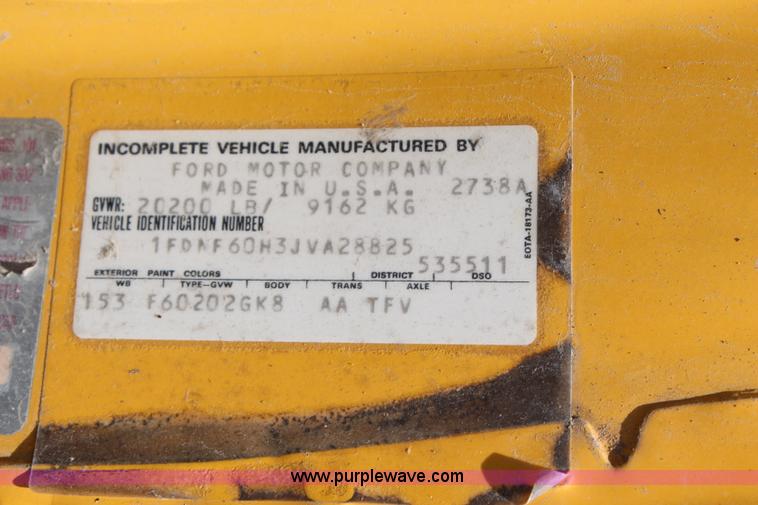 INCOMPLETE VEHICLE MANUFACTURED BY
FORD MOTOR COMPANY
MADE IN U.S.A. 2738A
GVWR: 20200 LB/ 9162 KG
VEHICLE IDENTIFICATION NUMBER
1FDNF60H3JVA28825
535511
EXTERIOR PAINT COLORS DISTRICT DSO
WB TYPE-GVW BODY TRANS AXLE
153 F60202GK8 AA TFV
EOTA-18173-AA
www.purplewave.com